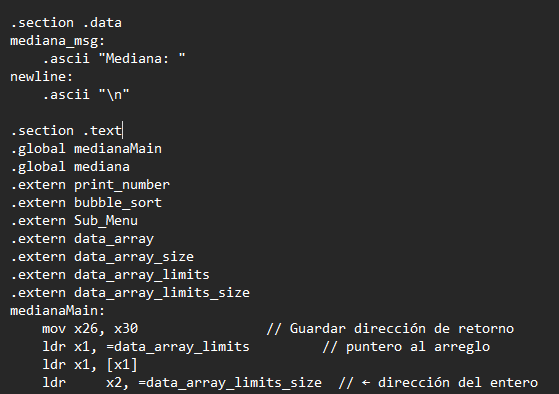 .section .data
mediana_msg:
    .ascii "Mediana: "
newline:
    .ascii "\n"

.section .text
.global medianaMain
.global mediana
.extern print_number
.extern bubble_sort
.extern Sub_Menu
.extern data_array
.extern data_array_size
.extern data_array_limits
.extern data_array_limits_size
medianaMain:
    mov x26, x30                // Guardar dirección de retorno
    ldr x1, =data_array_limits         // puntero al arreglo
    ldr x1, [x1]
    ldr     x2, =data_array_limits_size  // ← dirección del entero